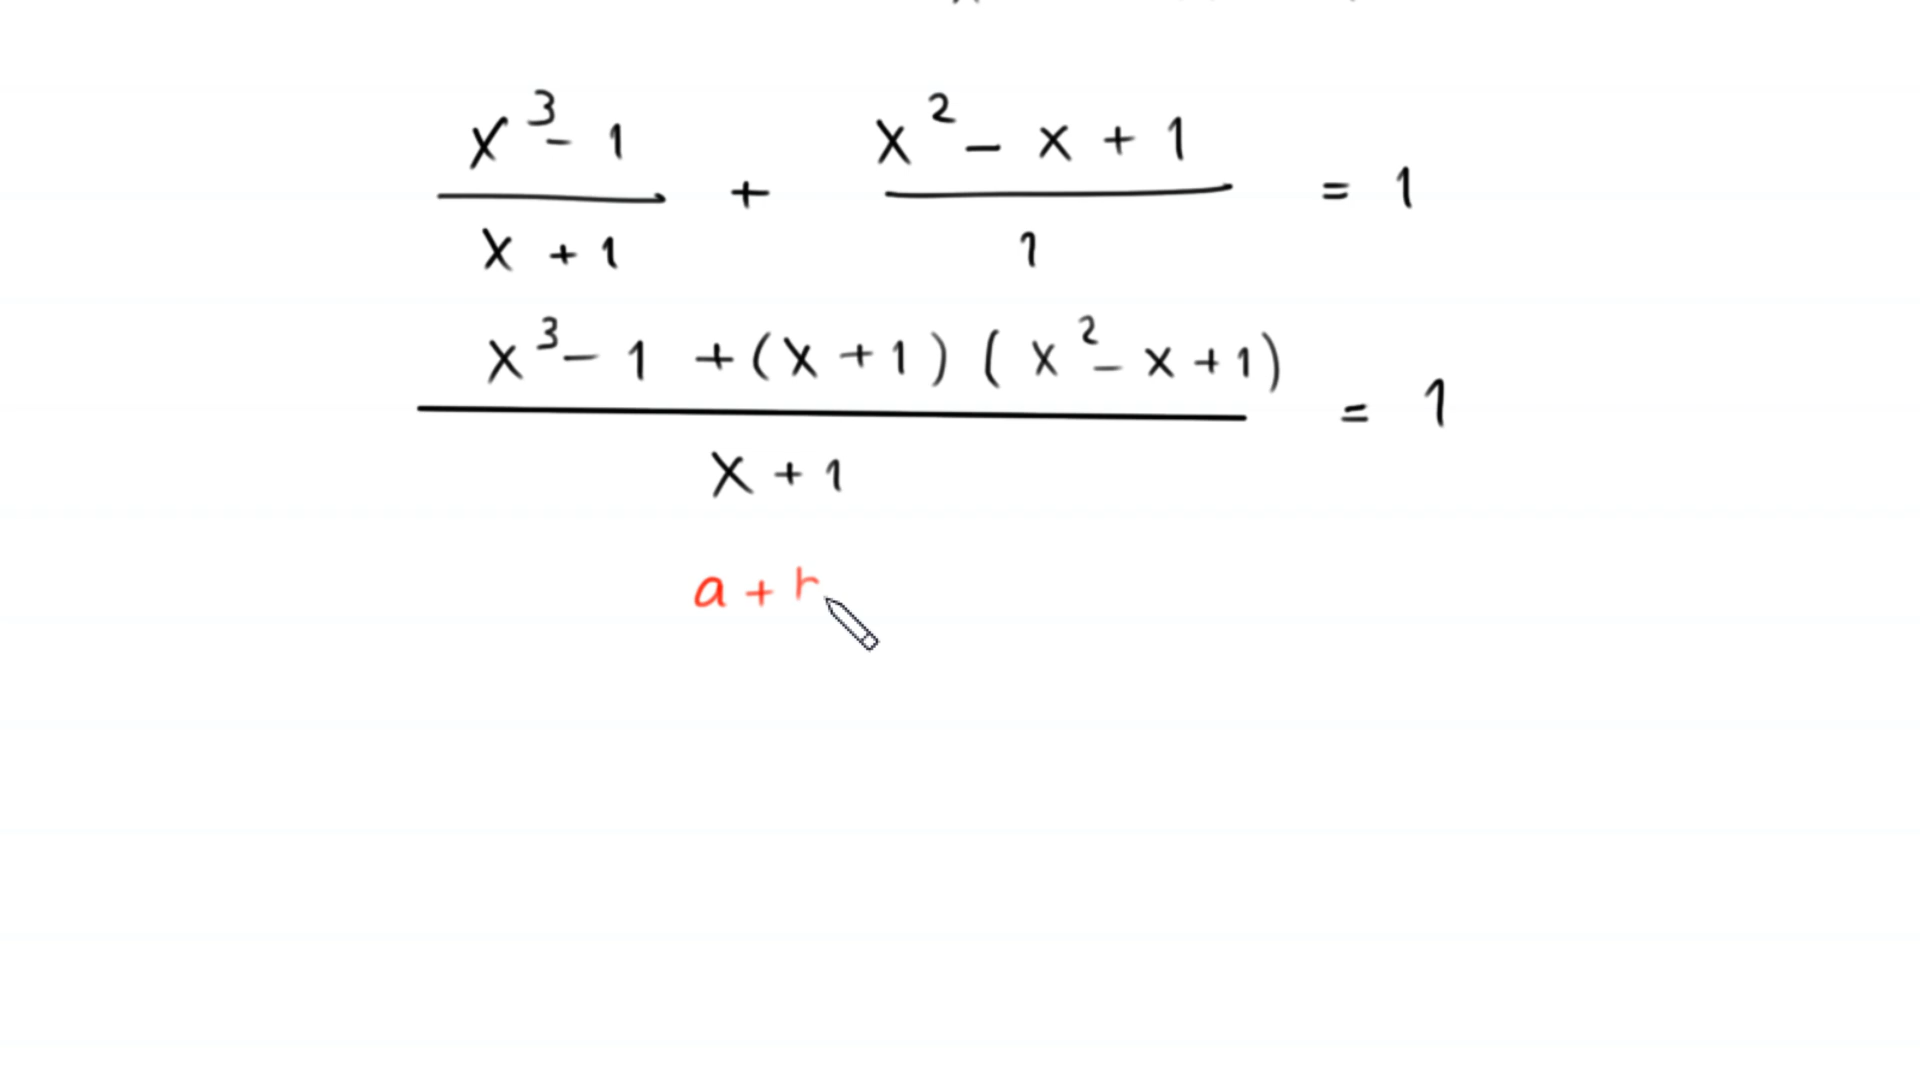 x³ - 1 / x + 1 + x² - x + 1 / 1 = 1
x³ - 1 + (x + 1) (x² - x + 1) / x + 1 = 1
a +